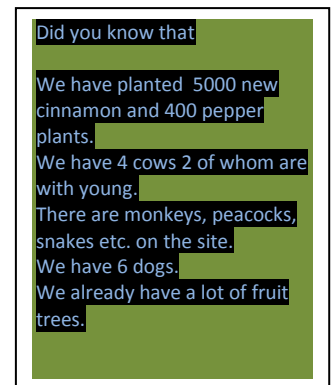 Did you know that
We have planted  5000 new
cinnamon and 400 pepper
plants.
We have 4 cows 2 of whom are
with young.
There are monkeys, peacocks,
snakes etc. on the site.
We have 6 dogs.
We already have a lot of fruit
trees.